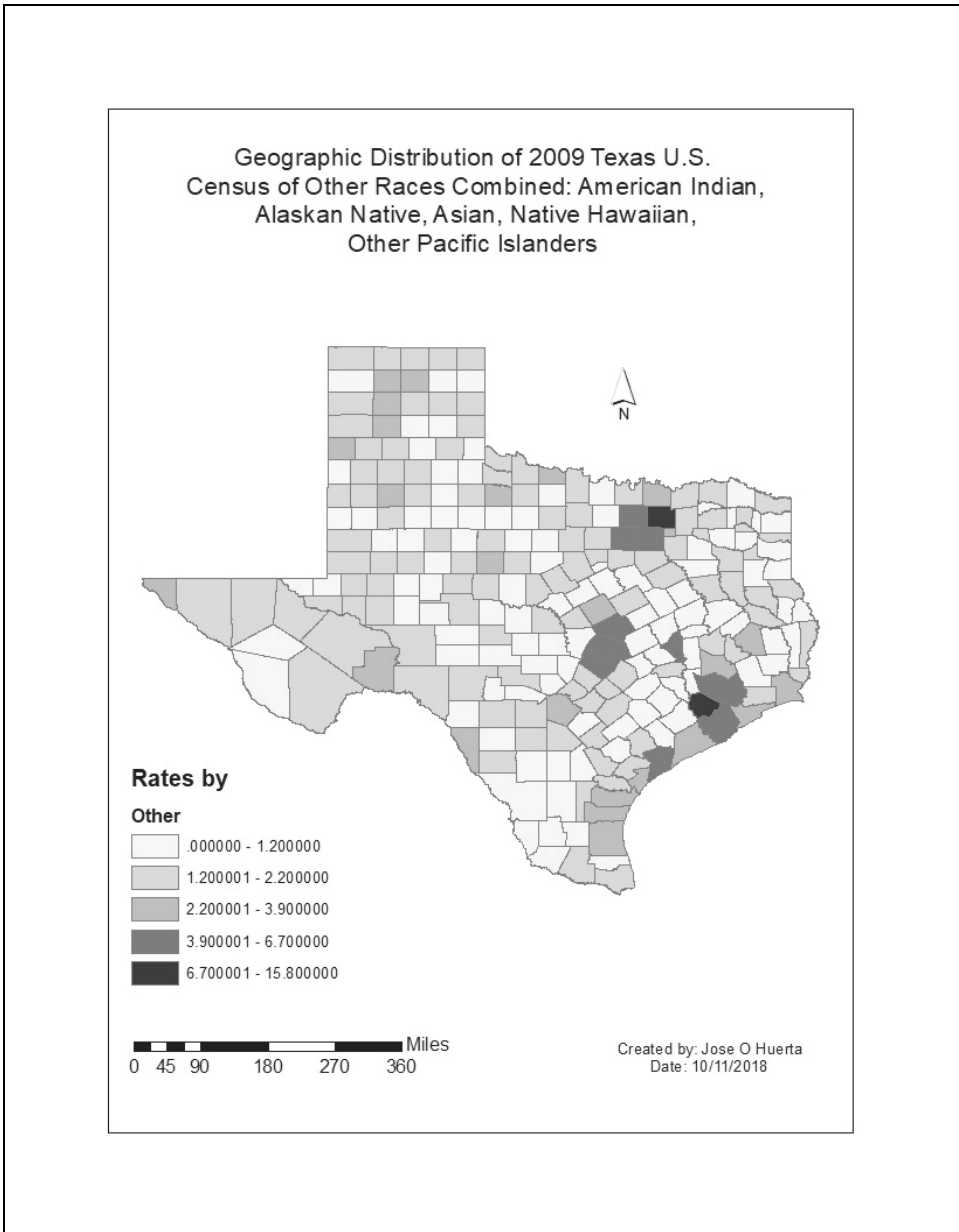 Geographic Distribution of 2009 Texas U.S.
Census of Other Races Combined: American Indian,
Alaskan Native, Asian, Native Hawaiian,
Other Pacific Islanders
N
Rates by
Other
.000000 - 1.200000
1.200001 - 2.200000
2.200001 - 3.900000
3.900001 - 6.700000
6.700001 - 15.800000
Miles
0 45 90 180 270 360
Created by: Jose O Huerta
Date: 10/11/2018